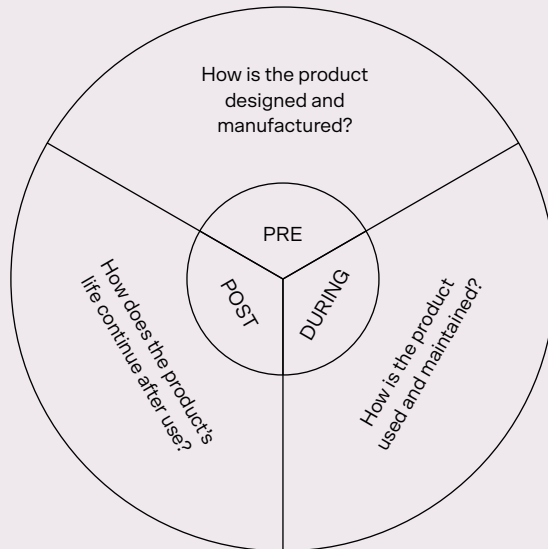 How is the product
designed and
manufactured?
PRE
DURING
POST
How is the product
used and maintained?
How does the product's
life continue after use?